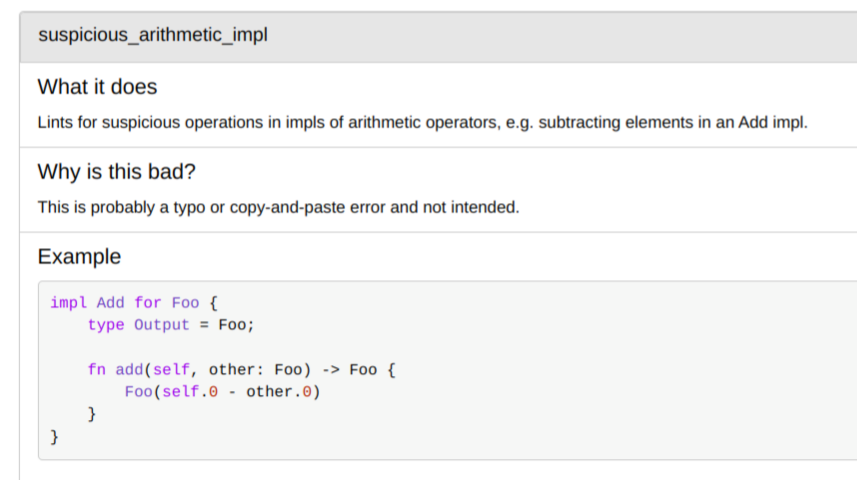 suspicious_arithmetic_impl
What it does
Lints for suspicious operations in impls of arithmetic operators, e.g. subtracting elements in an Add impl.
Why is this bad?
This is probably a typo or copy-and-paste error and not intended.
Example
impl Add for Foo {
    type Output = Foo;

    fn add(self, other: Foo) -> Foo {
        Foo(self.0 - other.0)
    }
}